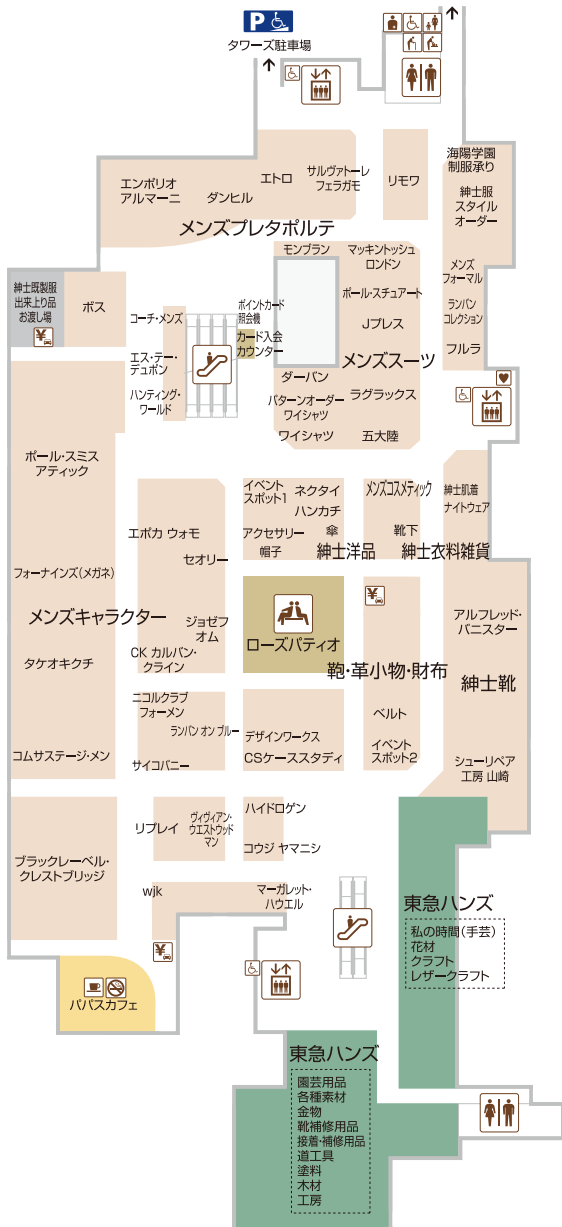 P
タワーズ駐車場
海陽学園
制服承り
エトロ
サルヴァトーレ
フェラガモ
リモワ
エンポリオ
アルマーニ
ダンヒル
紳士服
スタイル
オーダー
メンズプレタポルテ
モンブラン
マッキントッシュ
ロンドン
メンズ
フォーマル
紳士既製服
出来上り品
お渡し場
¥
ボス
コーチ・メンズ
ポイントカード
照会機
カード入会
カウンター
ポール・スチュアート
Jプレス
ランバン
コレクション
フルラ
メンズスーツ
エス・テー・
デュポン
ハンティング・
ワールド
ダーバン
パターンオーダー
ワイシャツ
ラグラックス
ワイシャツ
五大陸
ポール・スミス
アティック
イベント
スポット1
ネクタイ
ハンカチ
メンズコスメティック
紳士肌着
ナイトウェア
エポカ ウォモ
アクセサリー
傘
靴下
帽子
紳士洋品
紳士衣料雑貨
セオリー
フォーナインズ(メガネ)
¥
メンズキャラクター
ジョゼフ
オム
ローズパティオ
アルフレッド・
バニスター
タケオキクチ
CK カルバン・
クライン
鞄・革小物・財布
紳士靴
ニコルクラブ
フォーメン
ランバン オン ブルー
デザインワークス
ベルト
コムサステージ・メン
サイコバニー
CSケーススタディ
イベント
スポット2
シューリペア
工房 山崎
リプレイ
ヴィヴィアン・
ウエストウッド
マン
ハイドロゲン
コウジ ヤマニシ
ブラックレーベル・
クレストブリッジ
wjk
マーガレット・
ハウエル
¥
東急ハンズ
私の時間(手芸)
花材
クラフト
レザークラフト
パパスカフェ
東急ハンズ
園芸用品
各種素材
金物
靴補修用品
接着・補修用品
道工具
塗料
木材
工房